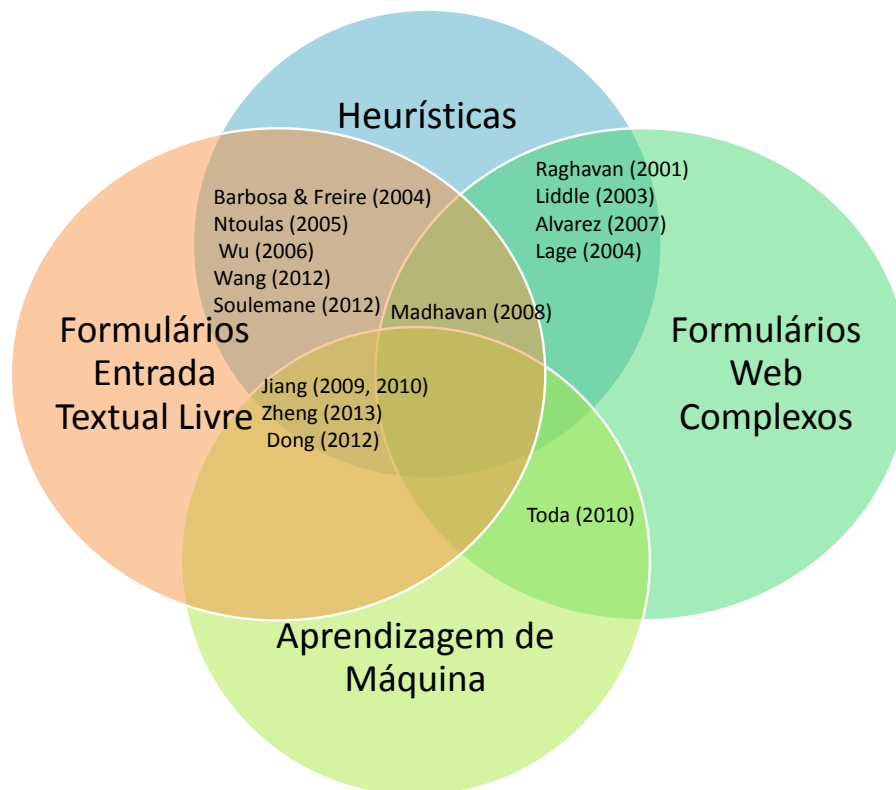 Heurísticas
Barbosa & Freire (2004)
Ntoulas (2005)
Wu (2006)
Wang (2012)
Soulemane (2012)
Raghavan (2001)
Liddle (2003)
Alvarez (2007)
Lage (2004)
Madhavan (2008)
Formulários
Entrada
Textual Livre
Formulários
Web
Complexos
Jiang (2009, 2010)
Zheng (2013)
Dong (2012)
Toda (2010)
Aprendizagem de
Máquina